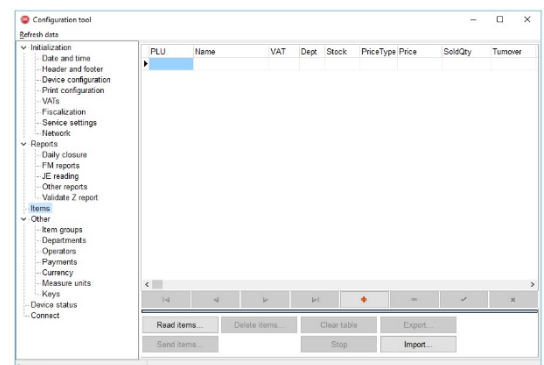 Configuration tool
Refresh data
Initialization
Date and time
Header and footer
Device configuration
Print configuration
VATs
Fiscalization
Service settings
Network
Reports
Daily closure
FM reports
JE reading
Other reports
Validate Z report
Items
Other
Item groups
Departments
Operators
Payments
Currency
Measure units
Keys
Device status
Connect
PLU Name VAT Dept Stock PriceType Price SoldQty Turnover
Read items... Delete items... Clear table Export...
Send items... Stop Import...